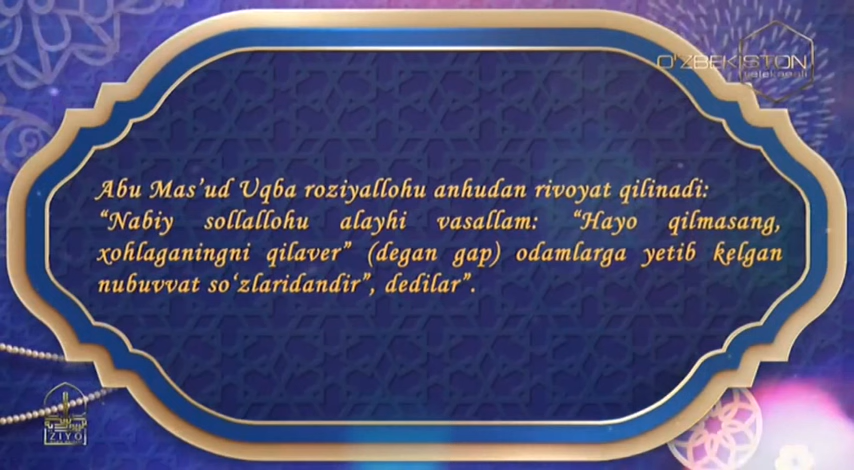 O'ZBEKISTON
telekanali
Abu Mas’ud Uqba roziyallohu anhudan rivoyat qilinadi:
“Nabiy sollallohu alayhi vasallam: “Hayo qilmasang,
xohlaganingni qilaver” (degan gap) odamlarga yetib kelgan
nubuvvat so‘zlaridandir”, dedilar”.
ZIYO